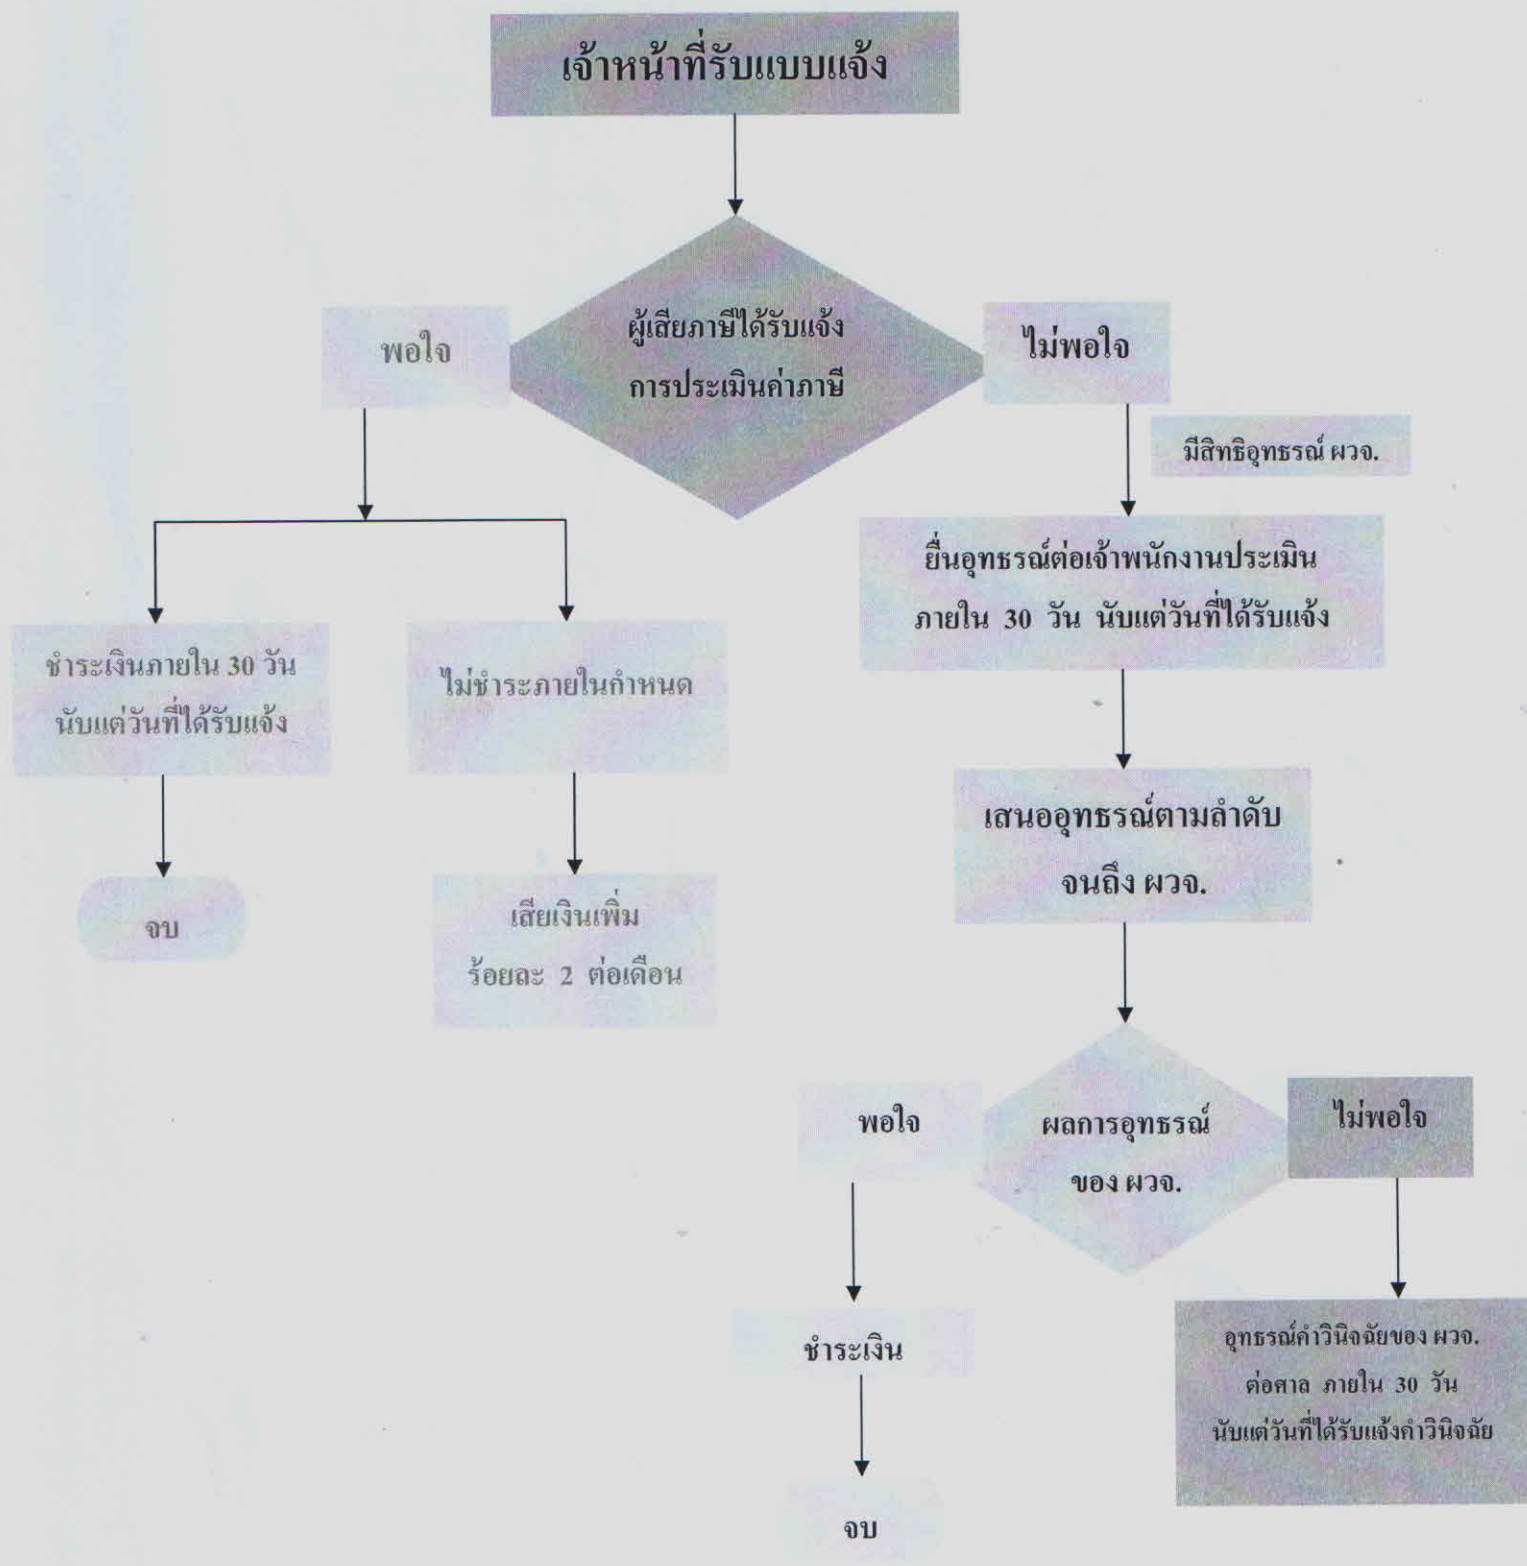 เจ้าหน้าที่รับแบบแจ้ง
ผู้เสียภาษีได้รับแจ้ง
การประเมินค่าภาษี
พอใจ
ไม่พอใจ
มีสิทธิอุทธรณ์ ผวจ.
ชำระเงินภายใน 30 วัน
นับแต่วันที่ได้รับแจ้ง
ไม่ชำระภายในกำหนด
จบ
เสียเงินเพิ่ม
ร้อยละ 2 ต่อเดือน
ยื่นอุทธรณ์ต่อเจ้าพนักงานประเมิน
ภายใน 30 วัน นับแต่วันที่ได้รับแจ้ง
เสนออุทธรณ์ตามลำดับ
จนถึง ผวจ.
ผลการอุทธรณ์
ของ ผวจ.
พอใจ
ไม่พอใจ
ชำระเงิน
จบ
อุทธรณ์คำวินิจฉัยของ ผวจ.
ต่อศาล ภายใน 30 วัน
นับแต่วันที่ได้รับแจ้งคำวินิจฉัย